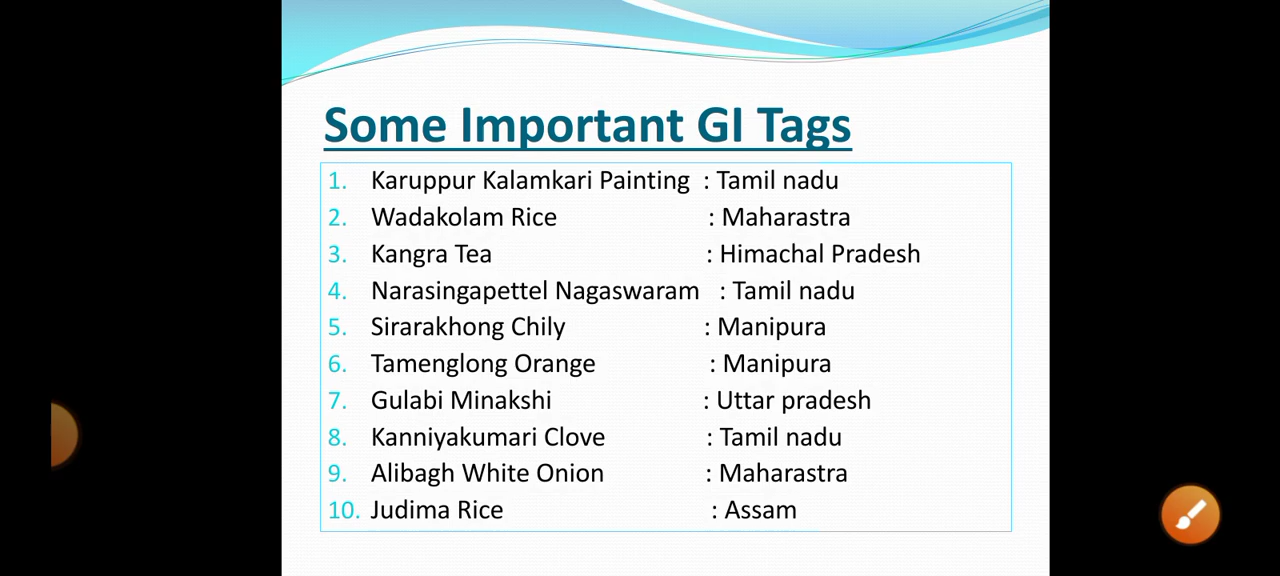 Some Important GI Tags
1. Karuppur Kalamkari Painting : Tamil nadu
2. Wadakolam Rice : Maharastra
3. Kangra Tea : Himachal Pradesh
4. Narasingapettel Nagaswaram : Tamil nadu
5. Sirarakhong Chily : Manipura
6. Tamenglong Orange : Manipura
7. Gulabi Minakshi : Uttar pradesh
8. Kanniyakumari Clove : Tamil nadu
9. Alibagh White Onion : Maharastra
10. Judima Rice : Assam